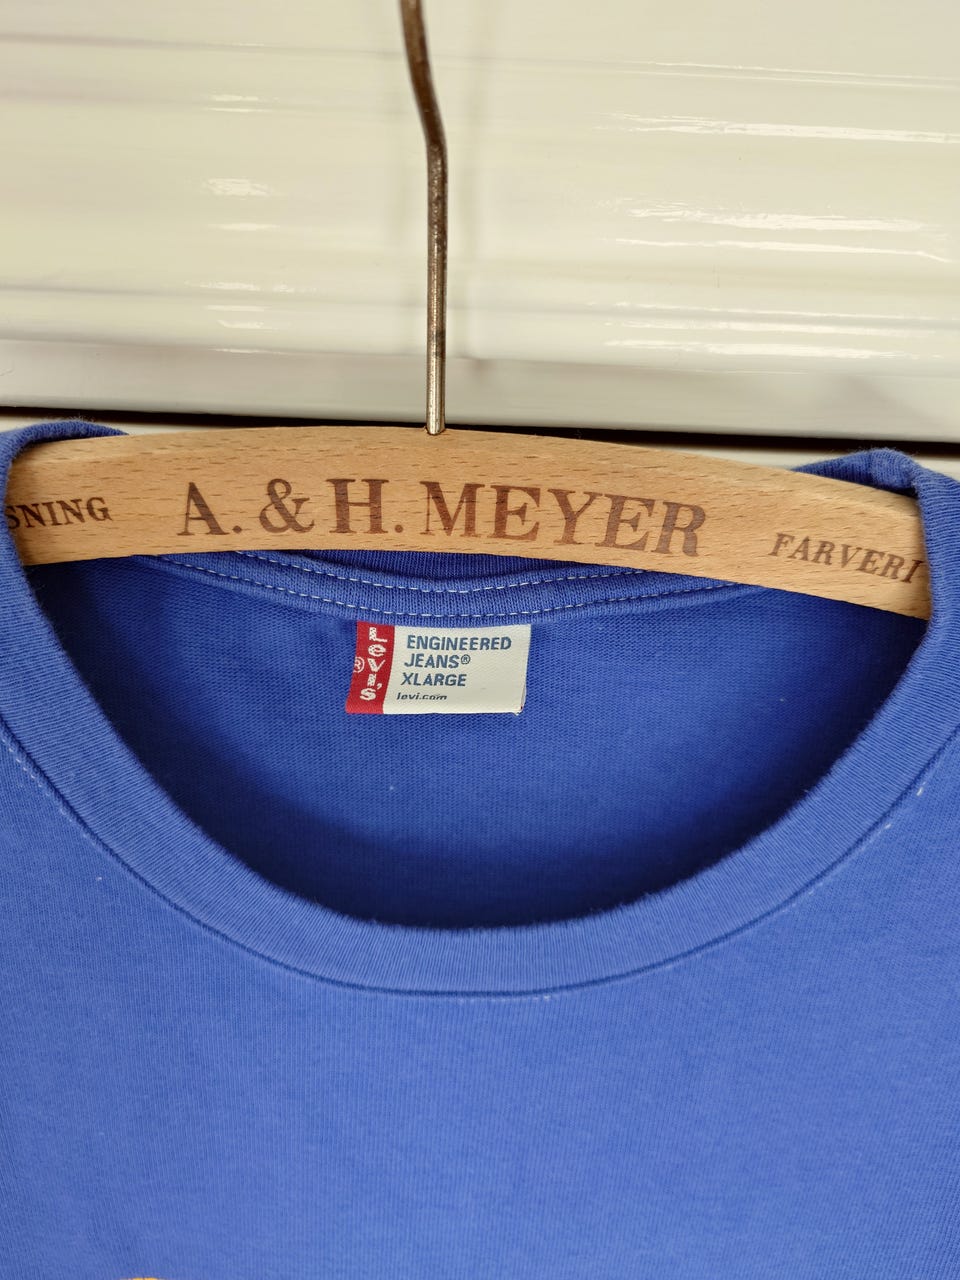 SNING A. & H. MEYER FARVERI
Levi's ®
ENGINEERED
JEANS®
XLARGE
levi.com